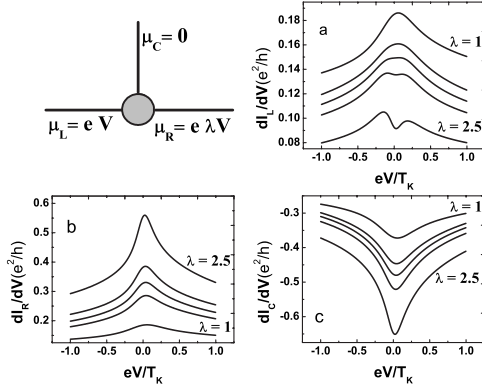 μC = 0
μL = e V
μR = e λV
a
dIL/dV(e²/h)
0.18
0.16
0.14
0.12
0.10
0.08
λ = 1
λ = 2.5
-1.0 -0.5 0.0 0.5 1.0
eV/TK
b
dIR/dV(e²/h)
0.5
0.4
0.3
0.2
λ = 2.5
λ = 1
-1.0 -0.5 0.0 0.5 1.0
eV/TK
c
dIC/dV(e²/h)
-0.3
-0.4
-0.5
-0.6
λ = 1
λ = 2.5
-1.0 -0.5 0.0 0.5 1.0
eV/TK